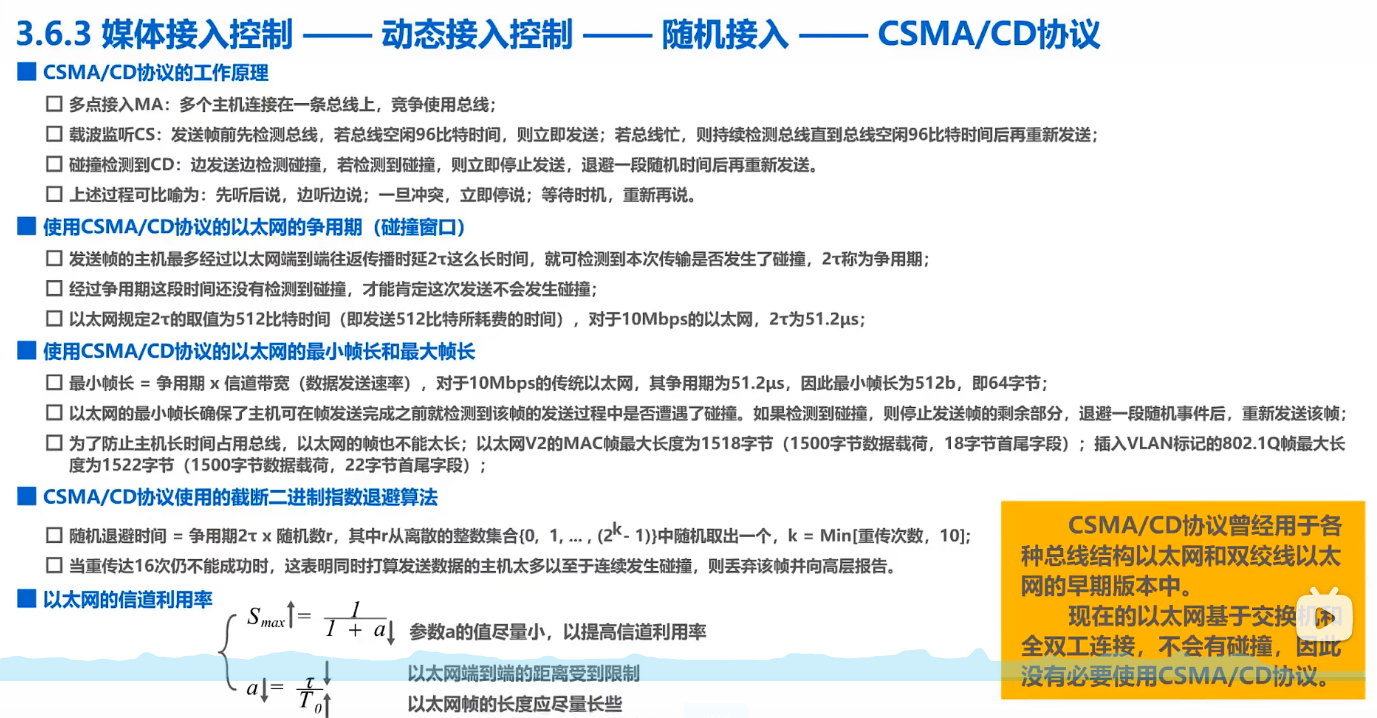 3.6.3 媒体接入控制 —— 动态接入控制 —— 随机接入 —— CSMA/CD协议
CSMA/CD协议的工作原理
多点接入MA：多个主机连接在一条总线上，竞争使用总线；
载波监听CS：发送帧前先检测总线，若总线空闲96比特时间，则立即发送；若总线忙，则持续检测总线直到总线空闲96比特时间后再重新发送；
碰撞检测到CD：边发送边检测碰撞，若检测到碰撞，则立即停止发送，退避一段随机时间后再重新发送。
上述过程可比喻为：先听后说，边听边说；一旦冲突，立即停说；等待时机，重新再说。
使用CSMA/CD协议的以太网的争用期（碰撞窗口）
发送帧的主机最多经过以太网端到端往返传播时延2τ这么长时间，就可检测到本次传输是否发生了碰撞，2τ称为争用期；
经过争用期这段时间还没有检测到碰撞，才能肯定这次发送不会发生碰撞；
以太网规定2τ的取值为512比特时间（即发送512比特所耗费的时间），对于10Mbps的以太网，2τ为51.2μs；
使用CSMA/CD协议的以太网的最小帧长和最大帧长
最小帧长 = 争用期 x 信道带宽（数据发送速率），对于10Mbps的传统以太网，其争用期为51.2μs，因此最小帧长为512b，即64字节；
以太网的最小帧长确保了主机可在帧发送完成之前就检测到该帧的发送过程中是否遭遇了碰撞。如果检测到碰撞，则停止发送帧的剩余部分，退避一段随机事件后，重新发送该帧；
为了防止主机长时间占用总线，以太网的帧也不能太长；以太网V2的MAC帧最大长度为1518字节（1500字节数据载荷，18字节首尾字段）；插入VLAN标记的802.1Q帧最大长
度为1522字节（1500字节数据载荷，22字节首尾字段）；
CSMA/CD协议使用的截断二进制指数退避算法
随机退避时间 = 争用期2τ x 随机数r，其中r从离散的整数集合{0，1, ... , (2^k - 1)}中随机取出一个，k = Min[重传次数，10]；
当重传达16次仍不能成功时，这表明同时打算发送数据的主机太多以至于连续发生碰撞，则丢弃该帧并向高层报告。
以太网的信道利用率
Smax↑ = 1 / (1 + a↓) 参数a的值尽量小，以提高信道利用率
a↓ = τ↓ / T0↑ 以太网端到端的距离受到限制
以太网帧的长度应尽量长些
CSMA/CD协议曾经用于各
种总线结构以太网和双绞线以太
网的早期版本中。
现在的以太网基于交换机和
全双工连接，不会有碰撞，因此
没有必要使用CSMA/CD协议。